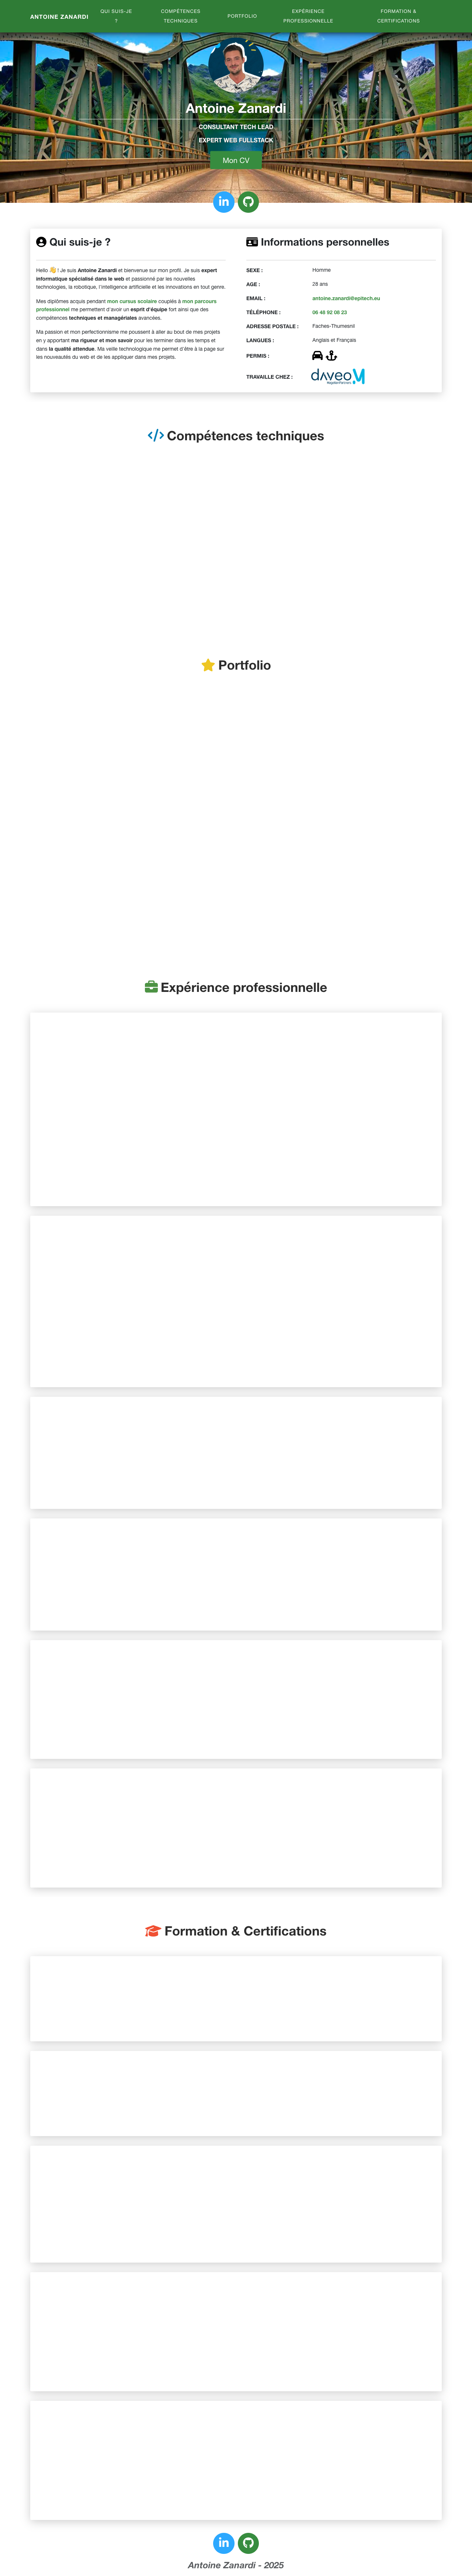 ANTOINE ZANARDI
QUI SUIS-JE
?
COMPÉTENCES
TECHNIQUES
PORTFOLIO
EXPÉRIENCE
PROFESSIONNELLE
FORMATION &
CERTIFICATIONS
Antoine Zanardi
CONSULTANT TECH LEAD
EXPERT WEB FULLSTACK
Mon CV
Qui suis-je ?
Hello 👋 ! Je suis Antoine Zanardi et bienvenue sur mon profil. Je suis expert
informatique spécialisé dans le web et passionné par les nouvelles
technologies, la robotique, l'intelligence artificielle et les innovations en tout genre.
Mes diplômes acquis pendant mon cursus scolaire couplés à mon parcours
professionnel me permettent d'avoir un esprit d'équipe fort ainsi que des
compétences techniques et managériales avancées.
Ma passion et mon perfectionnisme me poussent à aller au bout de mes projets
en y apportant ma rigueur et mon savoir pour les terminer dans les temps et
dans la qualité attendue. Ma veille technologique me permet d'être à la page sur
les nouveautés du web et de les appliquer dans mes projets.
Informations personnelles
SEXE :
Homme
AGE :
28 ans
EMAIL :
antoine.zanardi@epitech.eu
TÉLÉPHONE :
06 46 92 08 23
ADRESSE POSTALE :
Faches-Thumesnil
LANGUES :
Anglais et Français
PERMIS :
TRAVAILLE CHEZ :
daveo
Compétences techniques
Portfolio
Expérience professionnelle
Formation & Certifications
Antoine Zanardi - 2025